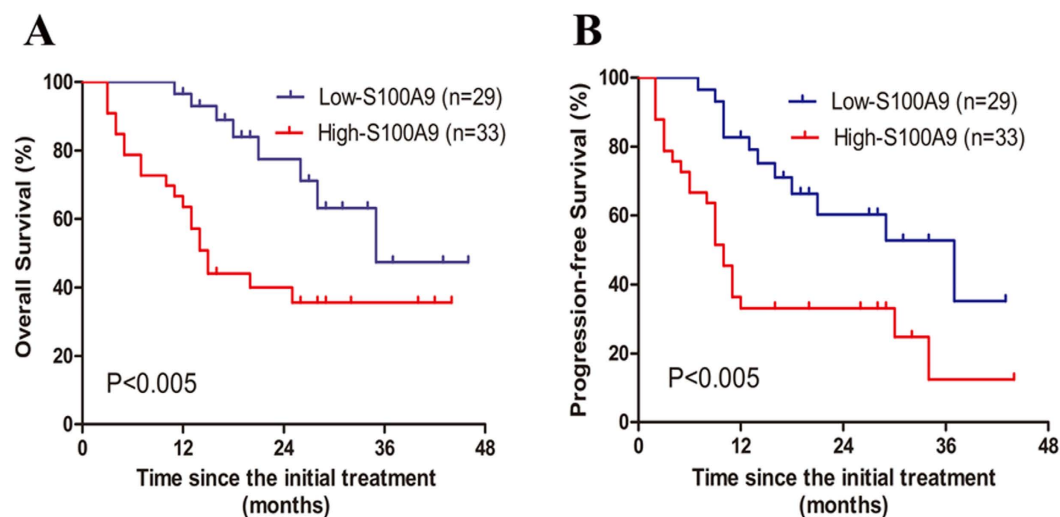 A
Overall Survival (%)
100
80
60
40
20
0
Low-S100A9 (n=29)
High-S100A9 (n=33)
P<0.005
0 12 24 36 48
Time since the initial treatment
(months)
B
Progression-free Survival (%)
100
80
60
40
20
0
Low-S100A9 (n=29)
High-S100A9 (n=33)
P<0.005
0 12 24 36 48
Time since the initial treatment
(months)